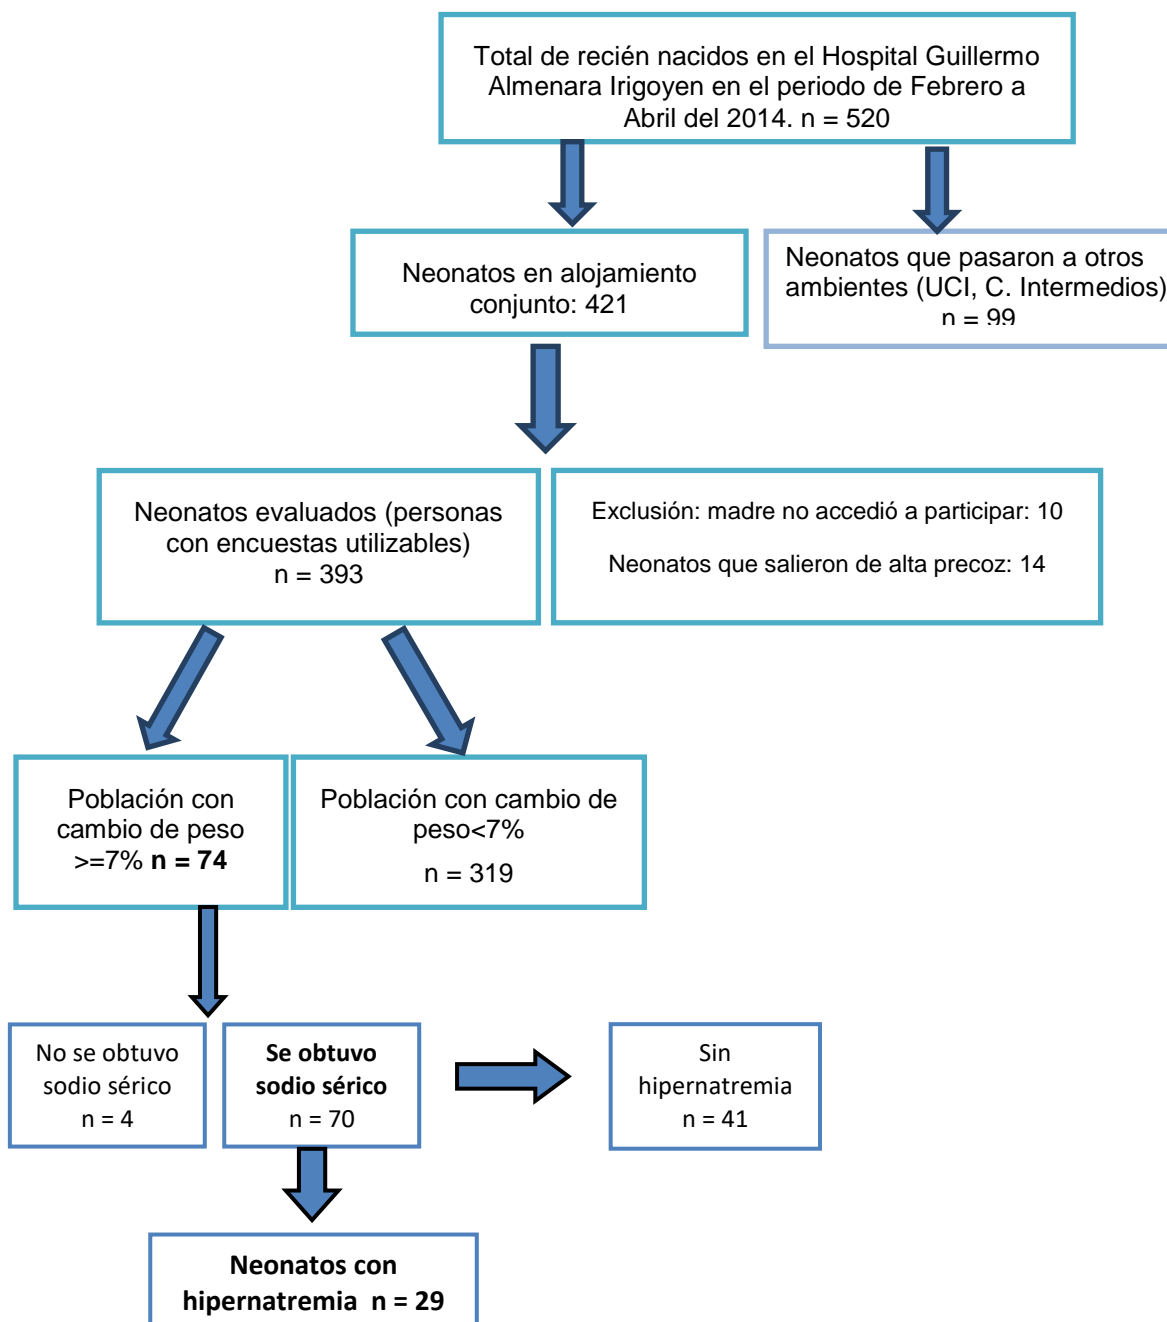 Total de recién nacidos en el Hospital Guillermo
Almenara Irigoyen en el periodo de Febrero a
Abril del 2014. n = 520
Neonatos en alojamiento
conjunto: 421
Neonatos que pasaron a otros
ambientes (UCI, C. Intermedios)
n = 99
Neonatos evaluados (personas
con encuestas utilizables)
n = 393
Exclusión: madre no accedió a participar: 10
Neonatos que salieron de alta precoz: 14
Población con
cambio de peso
>=7% n = 74
Población con cambio de
peso<7%
n = 319
No se obtuvo
sodio sérico
n = 4
Se obtuvo
sodio sérico
n = 70
Sin
hipernatremia
n = 41
Neonatos con
hipernatremia n = 29